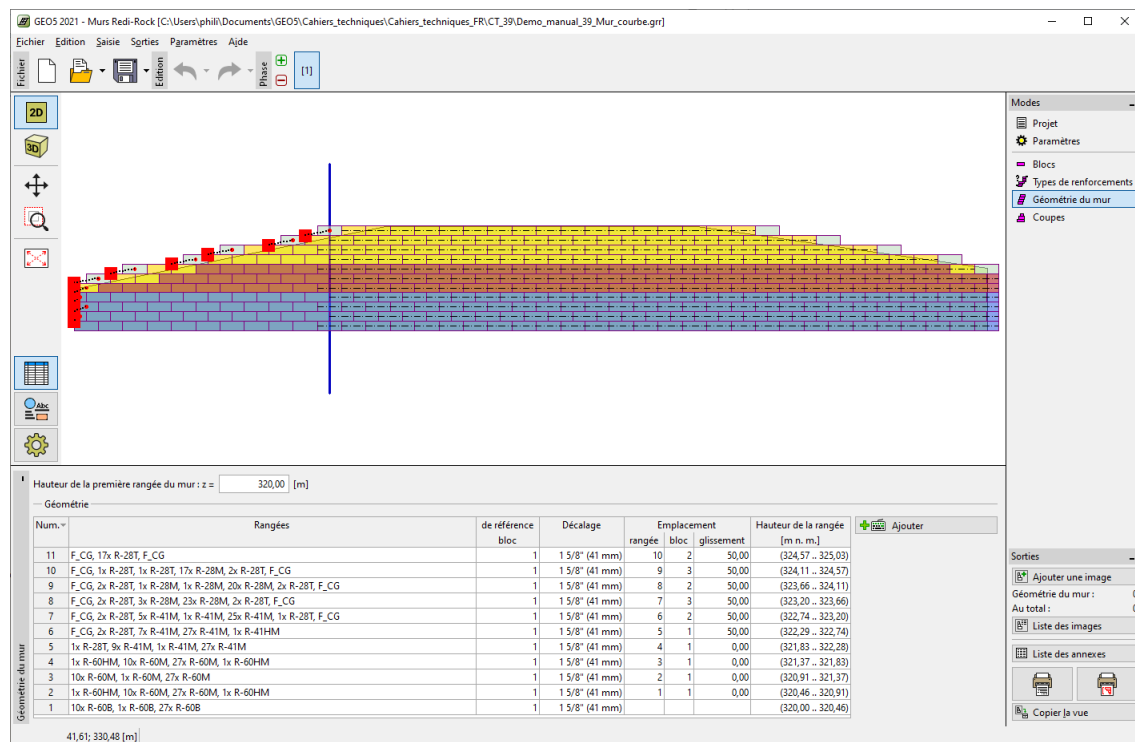 GEO5 2021 - Murs Redi-Rock [C:\Users\phili\Documents\GEO5\Cahiers_techniques\Cahiers_techniques_FR\CT_39\Demo_manual_39_Mur_courbe.grr]
Fichier Edition Saisie Sorties Paramètres Aide
Fichier Edition Phase [1]
2D
3D
Abc
Modes
Projet
Paramètres
Blocs
Types de renforcements
Géométrie du mur
Coupes
Géométrie du mur
Hauteur de la première rangée du mur : z = 320,00 [m]
Géométrie
Num. Rangées de référence Décalage Emplacement Hauteur de la rangée
bloc rangée bloc glissement [m n. m.]
11 F_CG, 17x R-28T, F_CG 1 1 5/8" (41 mm) 10 2 50,00 (324,57 .. 325,03)
10 F_CG, 1x R-28T, 1x R-28T, 17x R-28M, 2x R-28T, F_CG 1 1 5/8" (41 mm) 9 3 50,00 (324,11 .. 324,57)
9 F_CG, 2x R-28T, 1x R-28M, 1x R-28M, 20x R-28M, 2x R-28T, F_CG 1 1 5/8" (41 mm) 8 2 50,00 (323,66 .. 324,11)
8 F_CG, 2x R-28T, 3x R-28M, 23x R-28M, 2x R-28T, F_CG 1 1 5/8" (41 mm) 7 3 50,00 (323,20 .. 323,66)
7 F_CG, 2x R-28T, 5x R-41M, 1x R-41M, 25x R-41M, 1x R-28T, F_CG 1 1 5/8" (41 mm) 6 2 50,00 (322,74 .. 323,20)
6 F_CG, 2x R-28T, 7x R-41M, 27x R-41M, 1x R-41HM 1 1 5/8" (41 mm) 5 1 50,00 (322,29 .. 322,74)
5 1x R-28T, 9x R-41M, 1x R-41M, 27x R-41M 1 1 5/8" (41 mm) 4 1 0,00 (321,83 .. 322,28)
4 1x R-60HM, 10x R-60M, 27x R-60M, 1x R-60HM 1 1 5/8" (41 mm) 3 1 0,00 (321,37 .. 321,83)
3 10x R-60M, 1x R-60M, 27x R-60M 1 1 5/8" (41 mm) 2 1 0,00 (320,91 .. 321,37)
2 1x R-60HM, 10x R-60M, 27x R-60M, 1x R-60HM 1 1 5/8" (41 mm) 1 1 0,00 (320,46 .. 320,91)
1 10x R-60B, 1x R-60B, 27x R-60B 1 1 5/8" (41 mm) (320,00 .. 320,46)
Ajouter
Sorties
Ajouter une image
Géométrie du mur :
Au total :
Liste des images
Liste des annexes
Copier la vue
41,61; 330,48 [m]